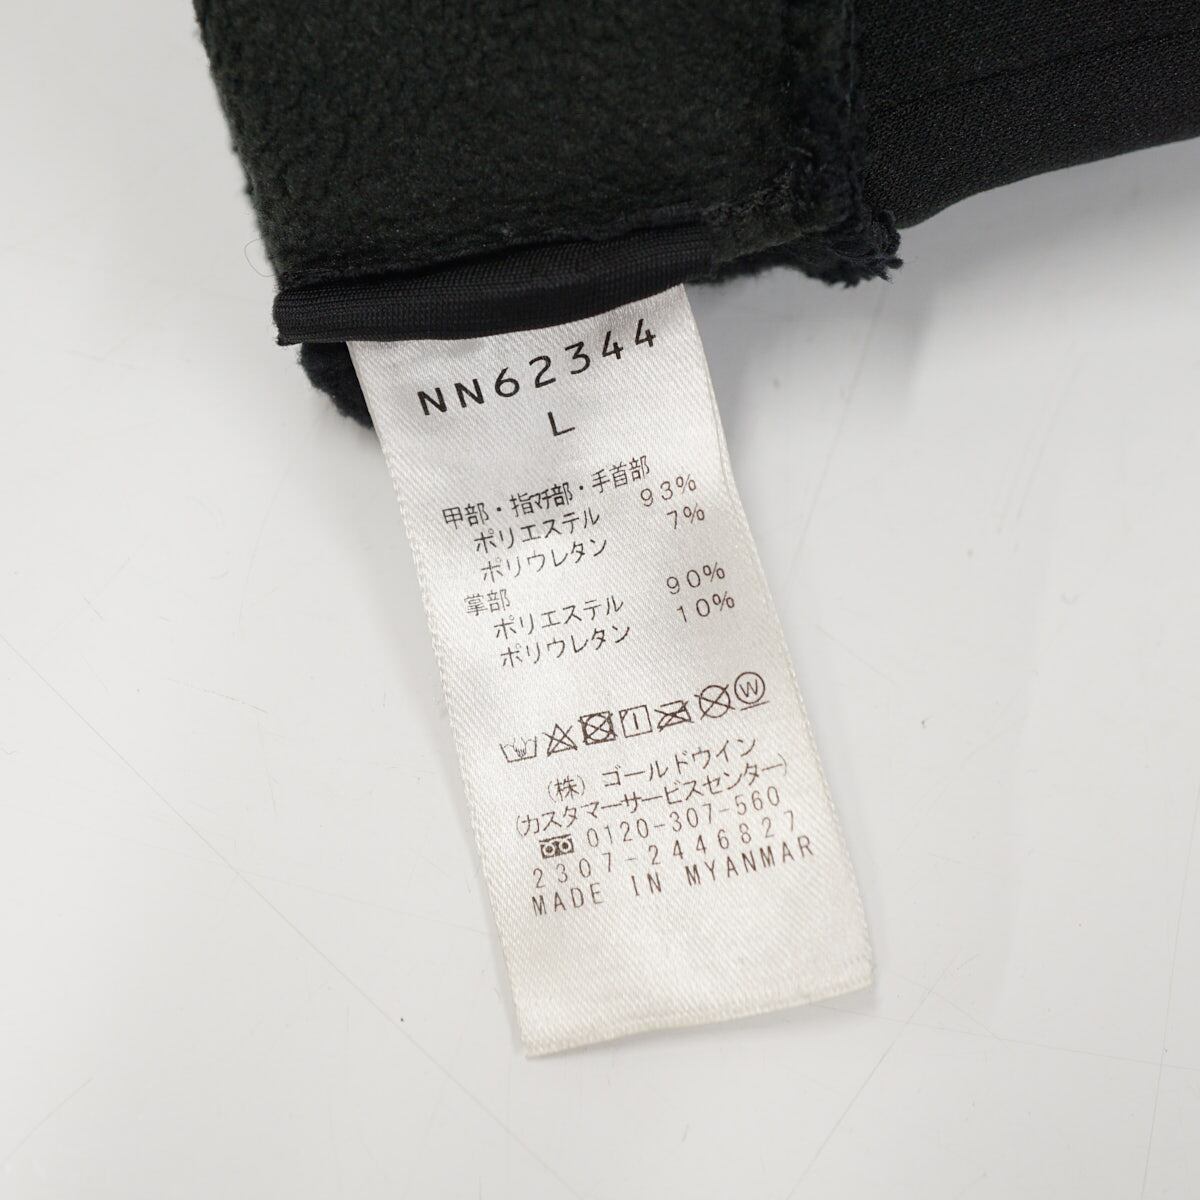 NN62344
L
甲部・指マチ部・手首部
ポリエステル 93%
ポリウレタン 7%
掌部
ポリエステル 90%
ポリウレタン 10%
W
(株) ゴールドウイン
(カスタマーサービスセンター)
0120-307-560
2307-2446827
MADE IN MYANMAR